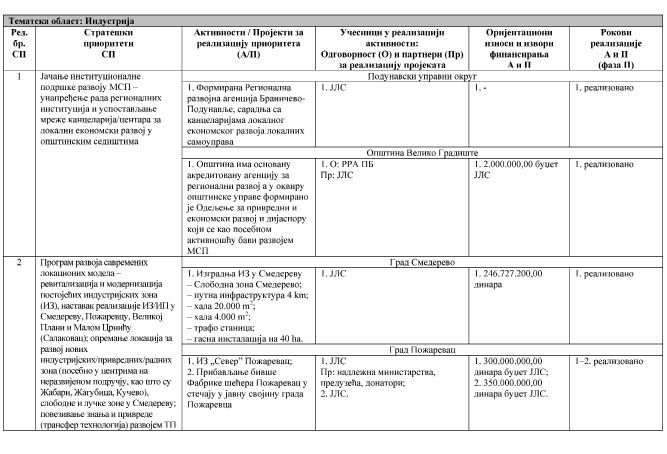 Тематска област: Индустрија
Ред. бр. СП
Стратешки приоритети СП
Активности / Пројекти за реализацију приоритета (А/П)
Учесници у реализацији активности: Одговорност (О) и партнери (Пр) за реализацију пројеката
Оријентациони износи и извори финансирања А и П
Рокови реализације А и П (фаза П)
1
Јачање институционалне
подршке развоју МСП –
унапређење рада регионалних
институција и успостављање
мреже канцеларија/центара за
локални економски развој у
општинским седиштима
Подунавски управни округ
1. Формирана Регионална
развојна агенција Браничево-
Подунавље, сарадња са
канцеларијама локалног
економског развоја локалних
самоуправа
1. ЈЛС
1. -
1. реализовано
Општина Велико Градиште
1. Општина има основану
акредитовану агенцију за
регионални развој а у оквиру
општинске управе формирано
је Одељење за привредни и
економски развој и дијаспору
који се као посебном
активношћу бави развојем
МСП
1. О: РРА ПБ
Пр: ЈЛС
1. 2.000.000,00 буџет
ЈЛС
1. реализовано
2
Програм развоја савремених
локационих модела –
ревитализација и модернизација
постојећих индустријских зона
(ИЗ), наставак реализације ИЗ/ИП у
Смедереву, Пожаревцу, Великој
Плани и Малом Црнићу
(Салаковац); опремање локација за
развој нових
индустријских/привредних/радних
зона (посебно у центрима на
неразвијеном подручју, као што су
Жабари, Жагубица, Кучево),
слободне и лучке зоне у Смедереву;
повезивање знања и привреде
(трансфер технологија) развојем ТП
Град Смедерево
1. Изградња ИЗ у Смедереву
– Слободна зона Смедерево;
– путна инфраструктура 4 km;
– хала 20.000 m²;
– хала 4.000 m²;
– трафо станица;
– гасна инсталација на 40 ha.
1. ЈЛС
1. 246.727.200,00
динара
1. реализовано
Град Пожаревац
1. ИЗ „Север” Пожаревац;
2. Прибављање бивше
Фабрике шећера Пожаревац у
стечају у јавну својину града
Пожаревца
1. ЈЛС
Пр: надлежна министарства,
предузећа, донатори;
2. ЈЛС.
1. 300.000.000,00
динара буџет ЈЛС;
2. 350.000.000,00
динара буџет ЈЛС.
1–2. реализовано